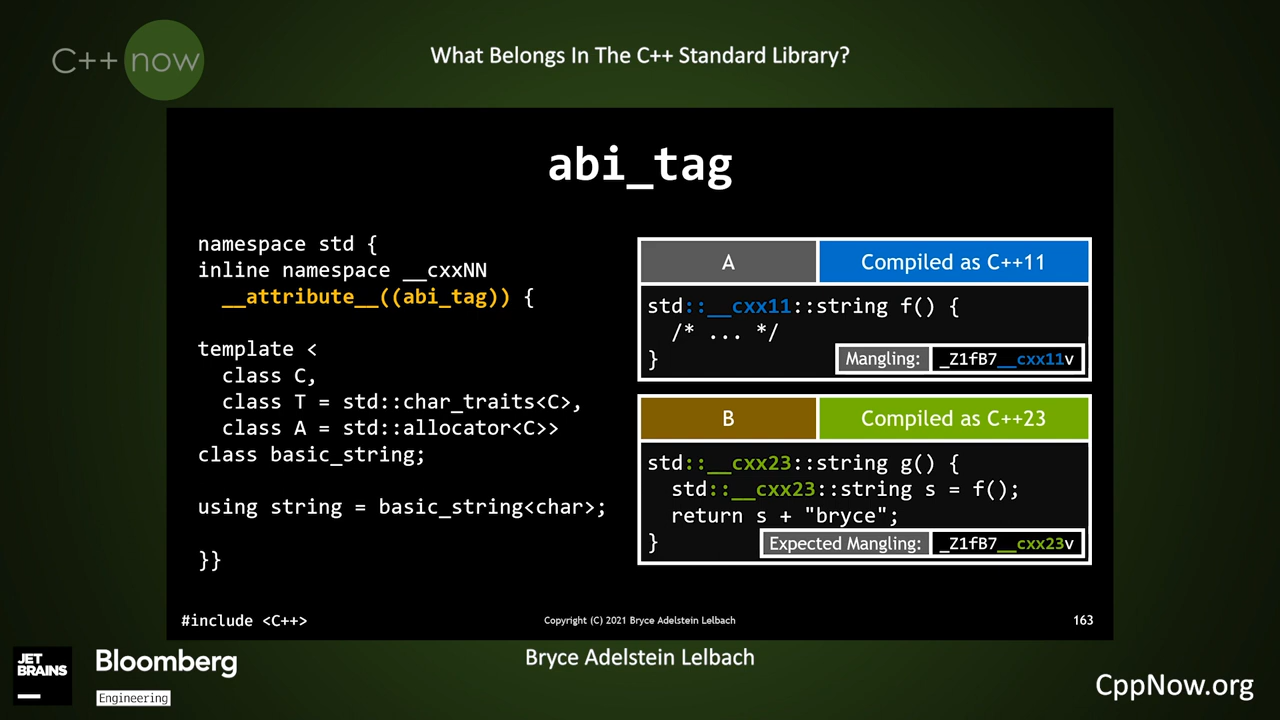 C++ now
What Belongs In The C++ Standard Library?
abi_tag
namespace std {
inline namespace __cxxNN
__attribute__((abi_tag)) {
template <
class C,
class T = std::char_traits<C>,
class A = std::allocator<C>>
class basic_string;
using string = basic_string<char>;
}}
A
Compiled as C++11
std::__cxx11::string f() {
/* ... */
}
Mangling: _Z1fB7__cxx11v
B
Compiled as C++23
std::__cxx23::string g() {
std::__cxx23::string s = f();
return s + "bryce";
}
Expected Mangling: _Z1fB7__cxx23v
#include <C++>
Copyright (C) 2021 Bryce Adelstein Lelbach
163
JET
BRAINS
Bloomberg
Engineering
Bryce Adelstein Lelbach
CppNow.org